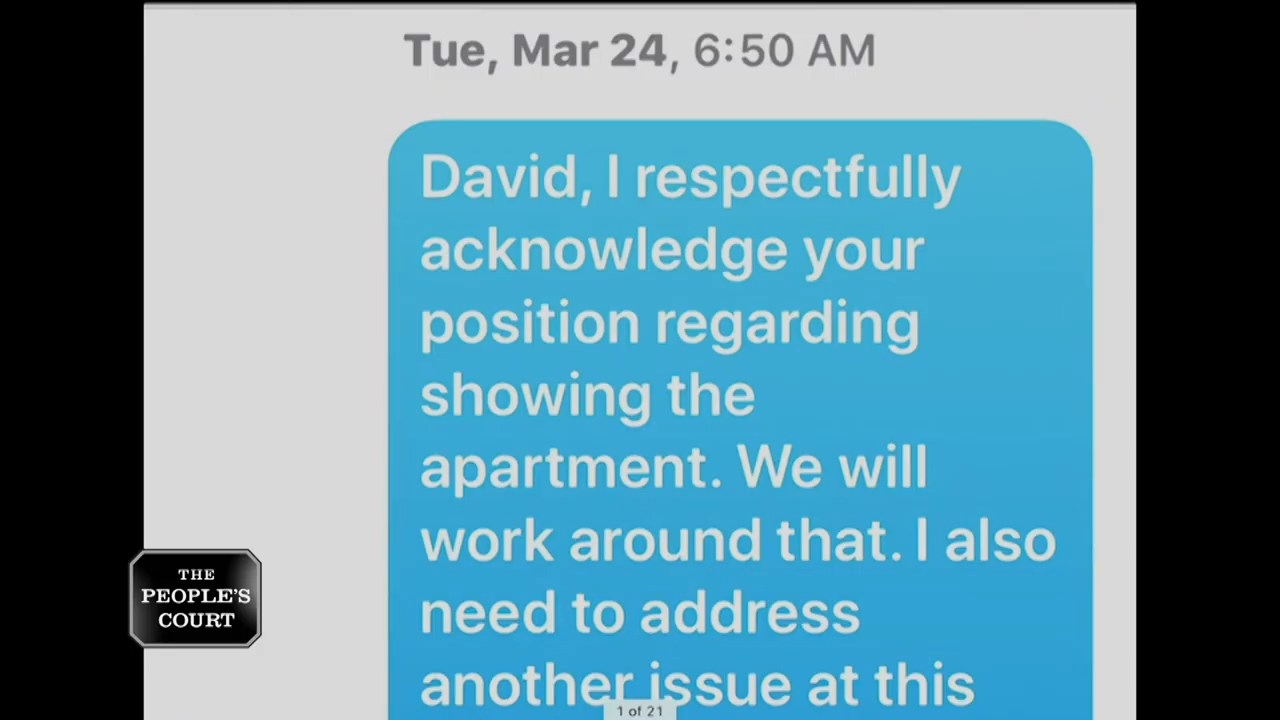 Tue, Mar 24, 6:50 AM
David, I respectfully
acknowledge your
position regarding
showing the
apartment. We will
work around that. I also
need to address
another issue at this
1 of 21
THE
PEOPLE'S
COURT